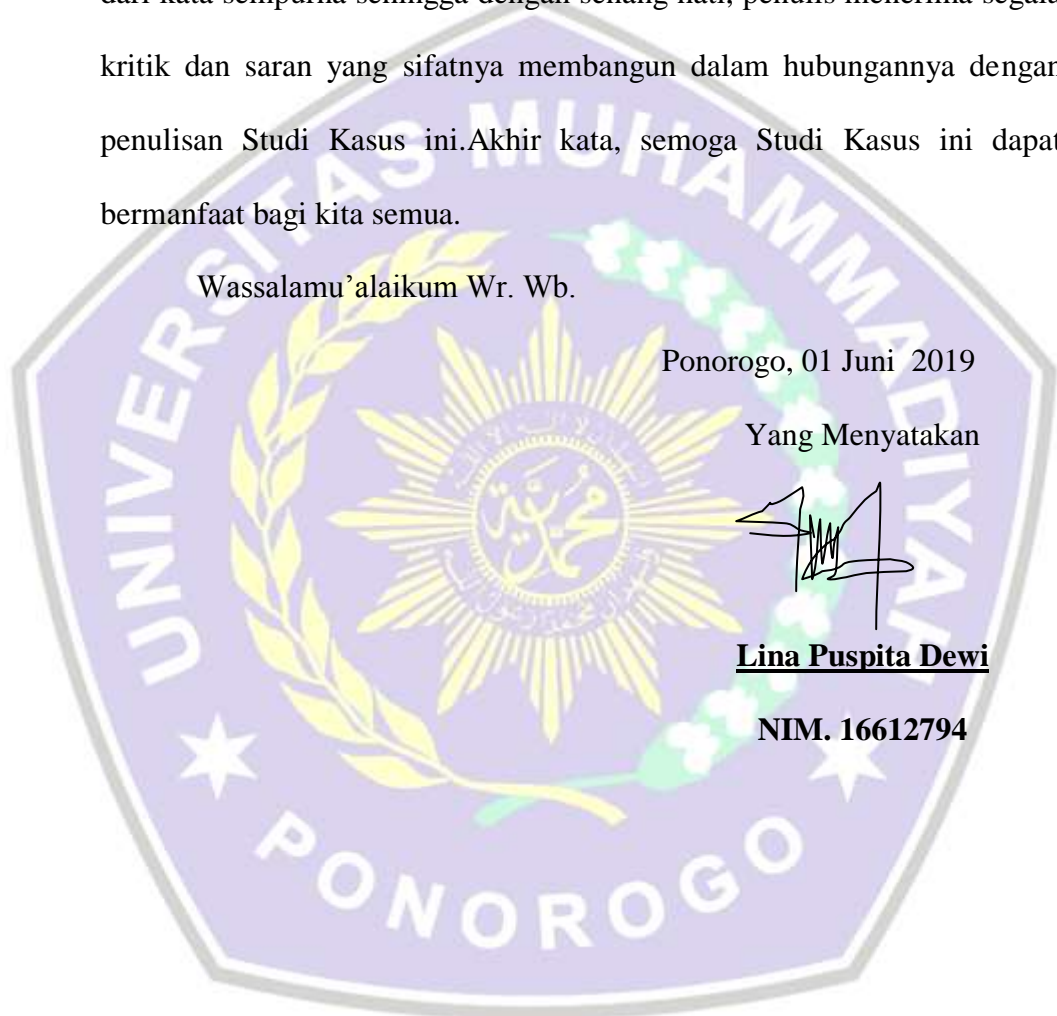 dari kata sempurna sehingga dengan senang hati, penulis menerima segala
kritik dan saran yang sifatnya membangun dalam hubungannya dengan
penulisan Studi Kasus ini.Akhir kata, semoga Studi Kasus ini dapat
bermanfaat bagi kita semua.
Wassalamu’alaikum Wr. Wb.
Ponorogo, 01 Juni 2019
Yang Menyatakan
Lina Puspita Dewi
NIM. 16612794
UNIVERSITAS MUHAMMADIYAH
PONOROGO
محمدية